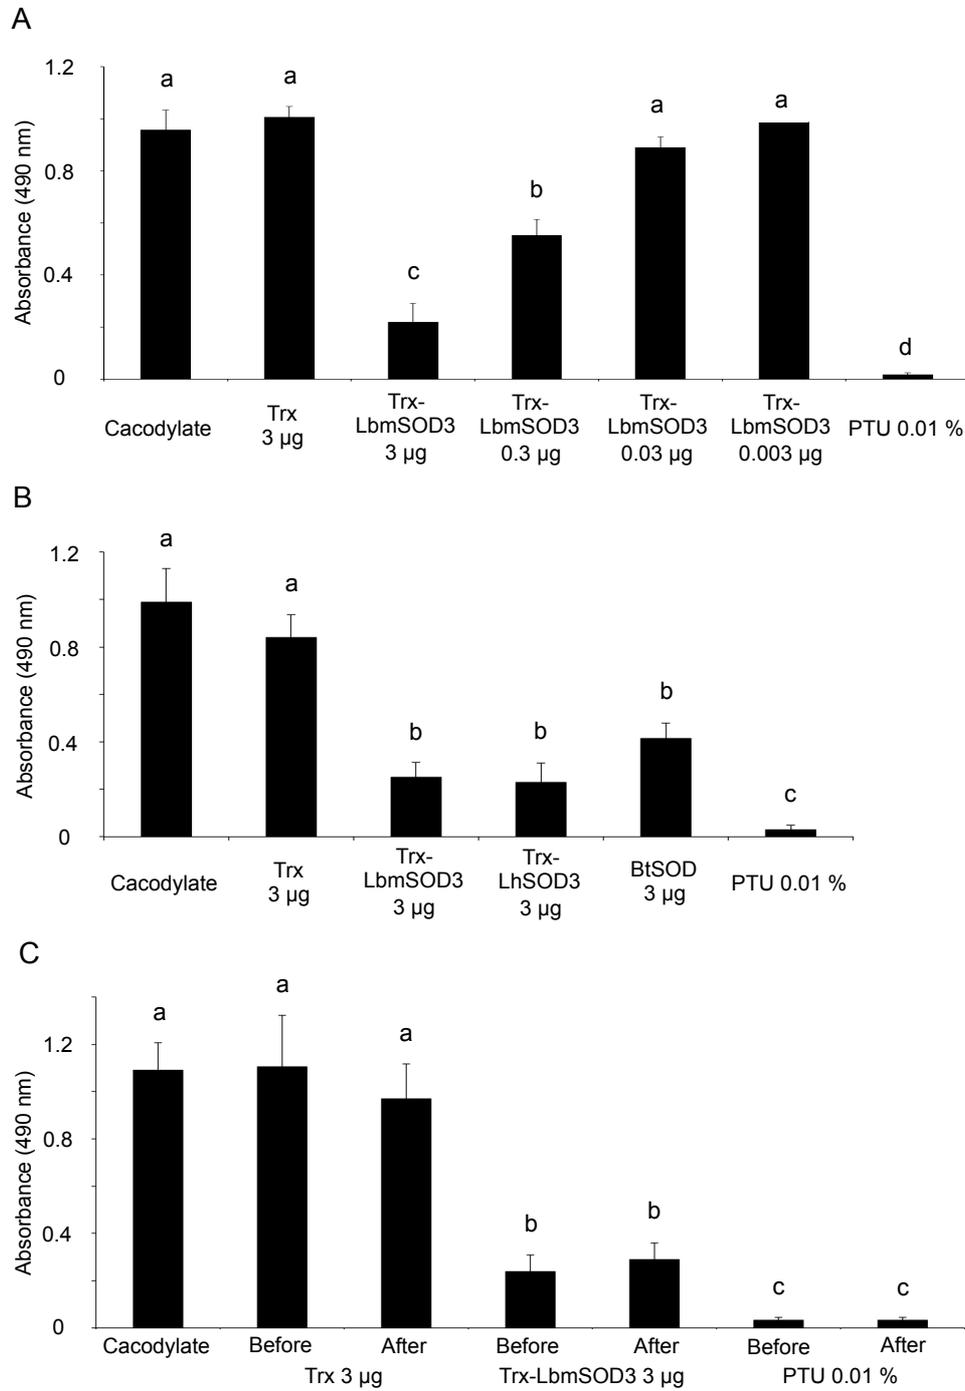 A
1.2
0.8
0.4
0
Absorbance (490 nm)
a
a
c
b
a
a
d
Cacodylate
Trx
3 µg
Trx-
LbmSOD3
3 µg
Trx-
LbmSOD3
0.3 µg
Trx-
LbmSOD3
0.03 µg
Trx-
LbmSOD3
0.003 µg
PTU 0.01 %
B
1.2
0.8
0.4
0
Absorbance (490 nm)
a
a
b
b
b
c
Cacodylate
Trx
3 µg
Trx-
LbmSOD3
3 µg
Trx-
LhSOD3
3 µg
BtSOD
3 µg
PTU 0.01 %
C
1.2
0.8
0.4
0
Absorbance (490 nm)
a
a
a
b
b
c
c
Cacodylate Before After Before After Before After
Trx 3 µg Trx-LbmSOD3 3 µg PTU 0.01 %